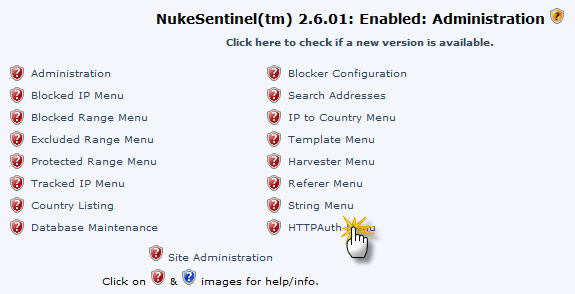 NukeSentinel(tm) 2.6.01: Enabled: Administration
Click here to check if a new version is available.
Administration
Blocked IP Menu
Blocked Range Menu
Excluded Range Menu
Protected Range Menu
Tracked IP Menu
Country Listing
Database Maintenance
Blocker Configuration
Search Addresses
IP to Country Menu
Template Menu
Harvester Menu
Referer Menu
String Menu
HTTPAuth Menu
Site Administration
Click on & images for help/info.